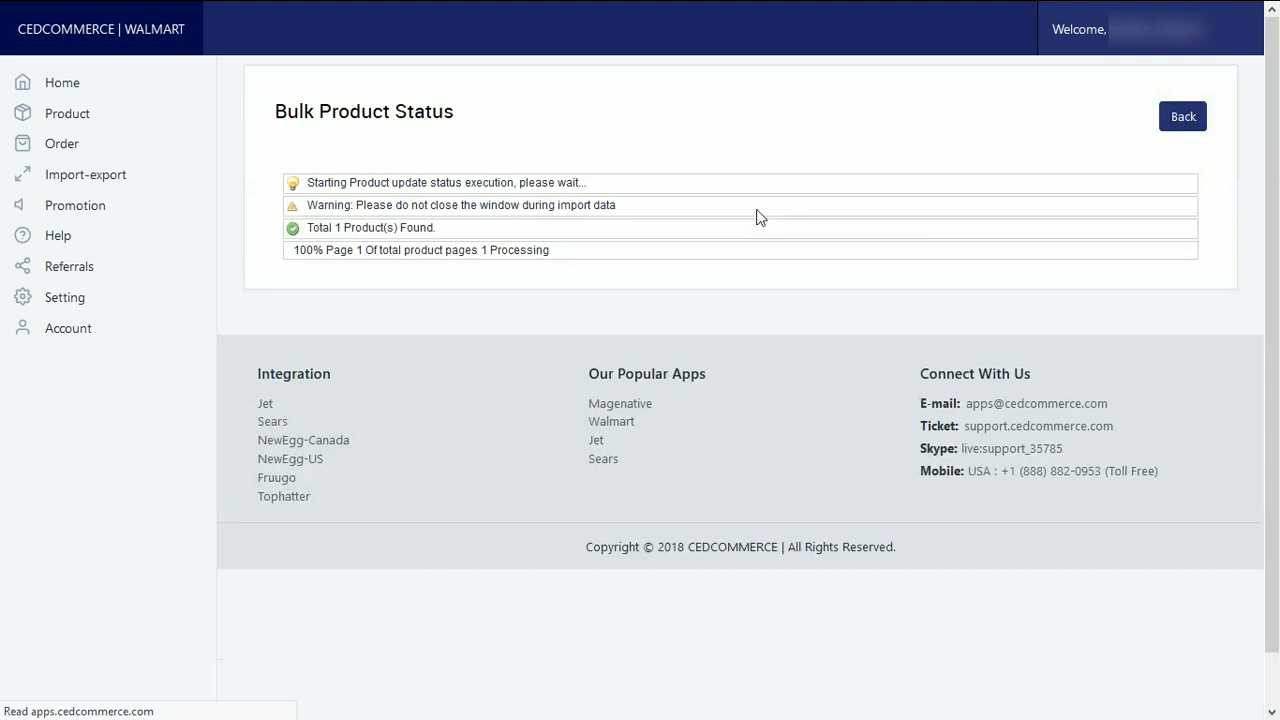 CEDCOMMERCE | WALMART
Welcome,
Home
Product
Order
Import-export
Promotion
Help
Referrals
Setting
Account
Bulk Product Status
Back
Starting Product update status execution, please wait...
Warning: Please do not close the window during import data
Total 1 Product(s) Found.
100% Page 1 Of total product pages 1 Processing
Integration
Jet
Sears
NewEgg-Canada
NewEgg-US
Fruugo
Tophatter
Our Popular Apps
Magenative
Walmart
Jet
Sears
Connect With Us
E-mail: apps@cedcommerce.com
Ticket: support.cedcommerce.com
Skype: live:support_35785
Mobile: USA : +1 (888) 882-0953 (Toll Free)
Copyright © 2018 CEDCOMMERCE | All Rights Reserved.
Read apps.cedcommerce.com